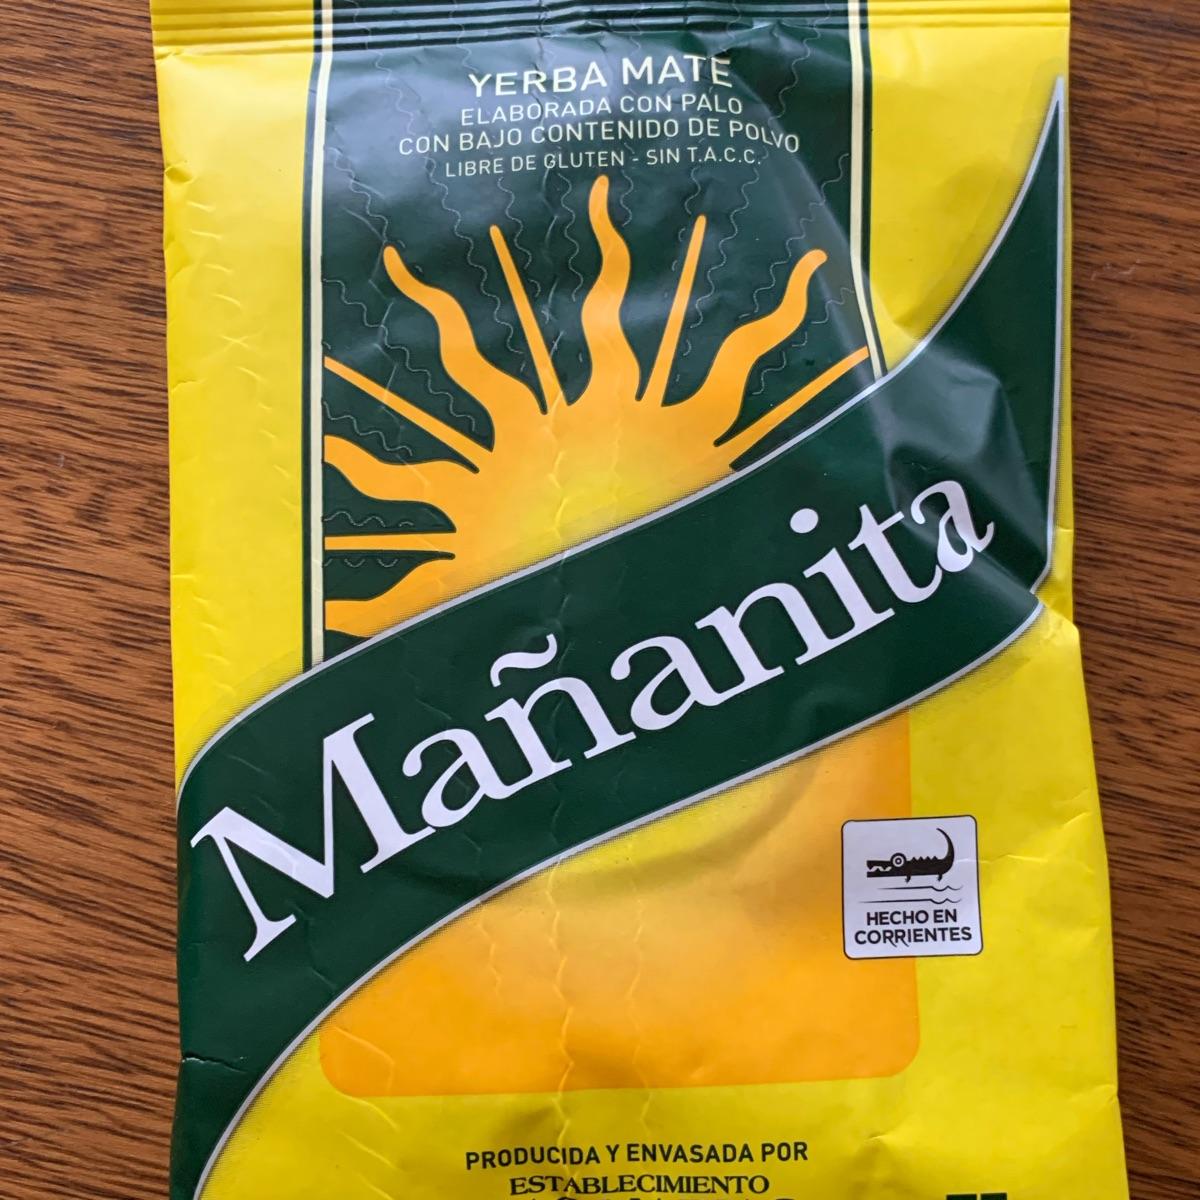 YERBA MATE
ELABORADA CON PALO
CON BAJO CONTENIDO DE POLVO
LIBRE DE GLUTEN - SIN T.A.C.C.
Mañanita
HECHO EN
CORRIENTES
PRODUCIDA Y ENVASADA POR
ESTABLECIMIENTO